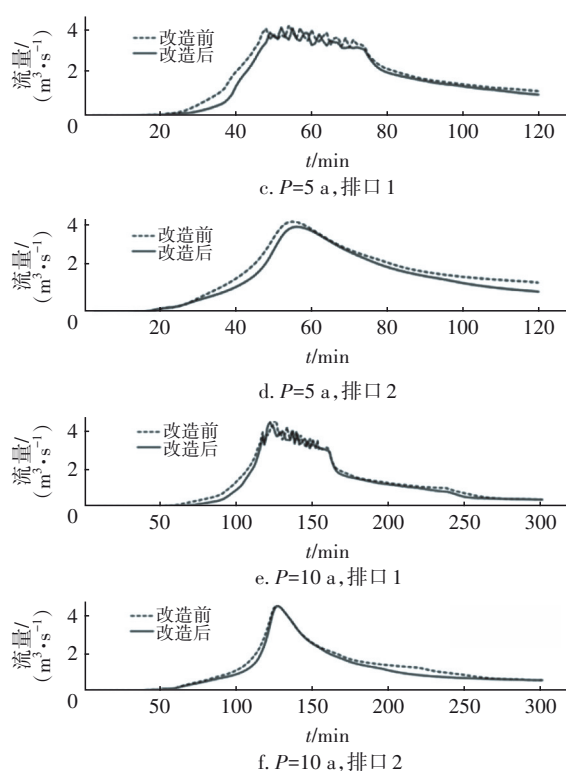 流量/
(m³•s⁻¹)
4
2
0
改造前
改造后
20 40 60 80 100 120
t/min
c. P=5 a,排口1
流量/
(m³•s⁻¹)
4
2
0
改造前
改造后
20 40 60 80 100 120
t/min
d. P=5 a,排口2
流量/
(m³•s⁻¹)
4
2
0
改造前
改造后
50 100 150 200 250 300
t/min
e. P=10 a,排口1
流量/
(m³•s⁻¹)
4
2
0
改造前
改造后
50 100 150 200 250 300
t/min
f. P=10 a,排口2